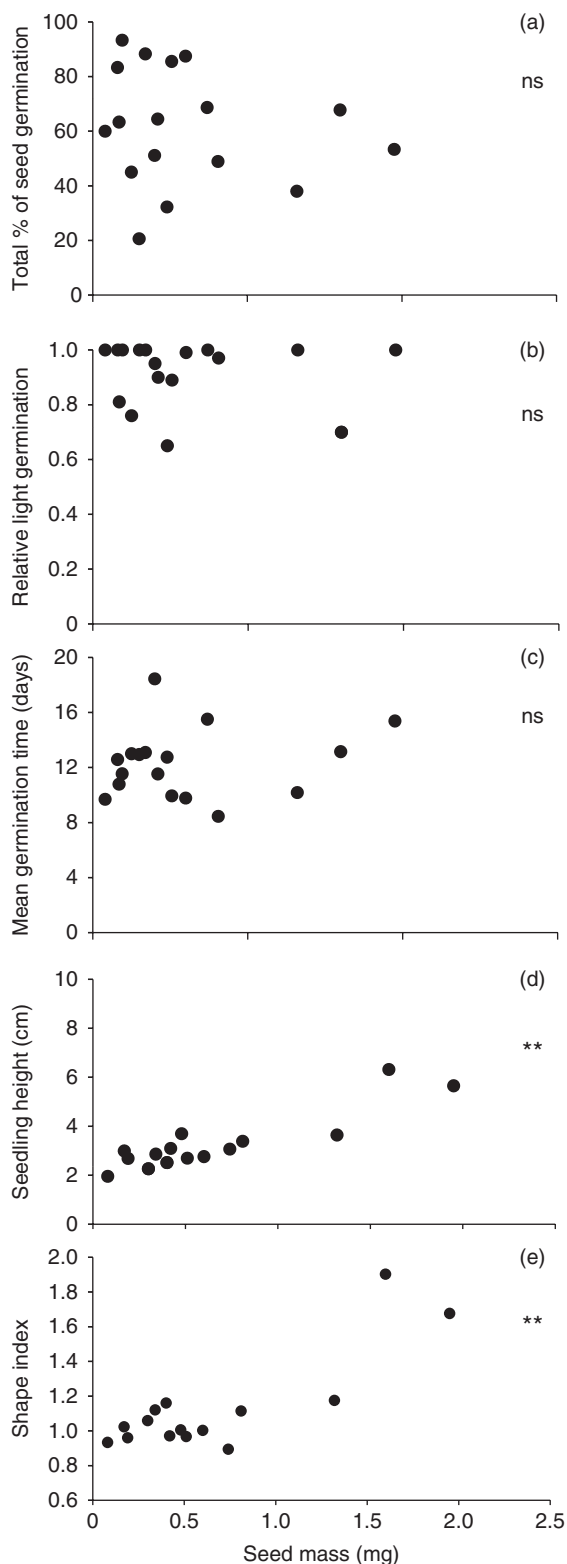 (a)
ns
Total % of seed germination
100
80
60
40
20
0
(b)
ns
Relative light germination
1.0
0.8
0.6
0.4
0.2
0
(c)
ns
Mean germination time (days)
20
16
12
8
4
0
(d)
**
Seedling height (cm)
10
8
6
4
2
0
(e)
**
Shape index
2.0
1.8
1.6
1.4
1.2
1.0
0.8
0.6
0 0.5 1.0 1.5 2.0 2.5
Seed mass (mg)